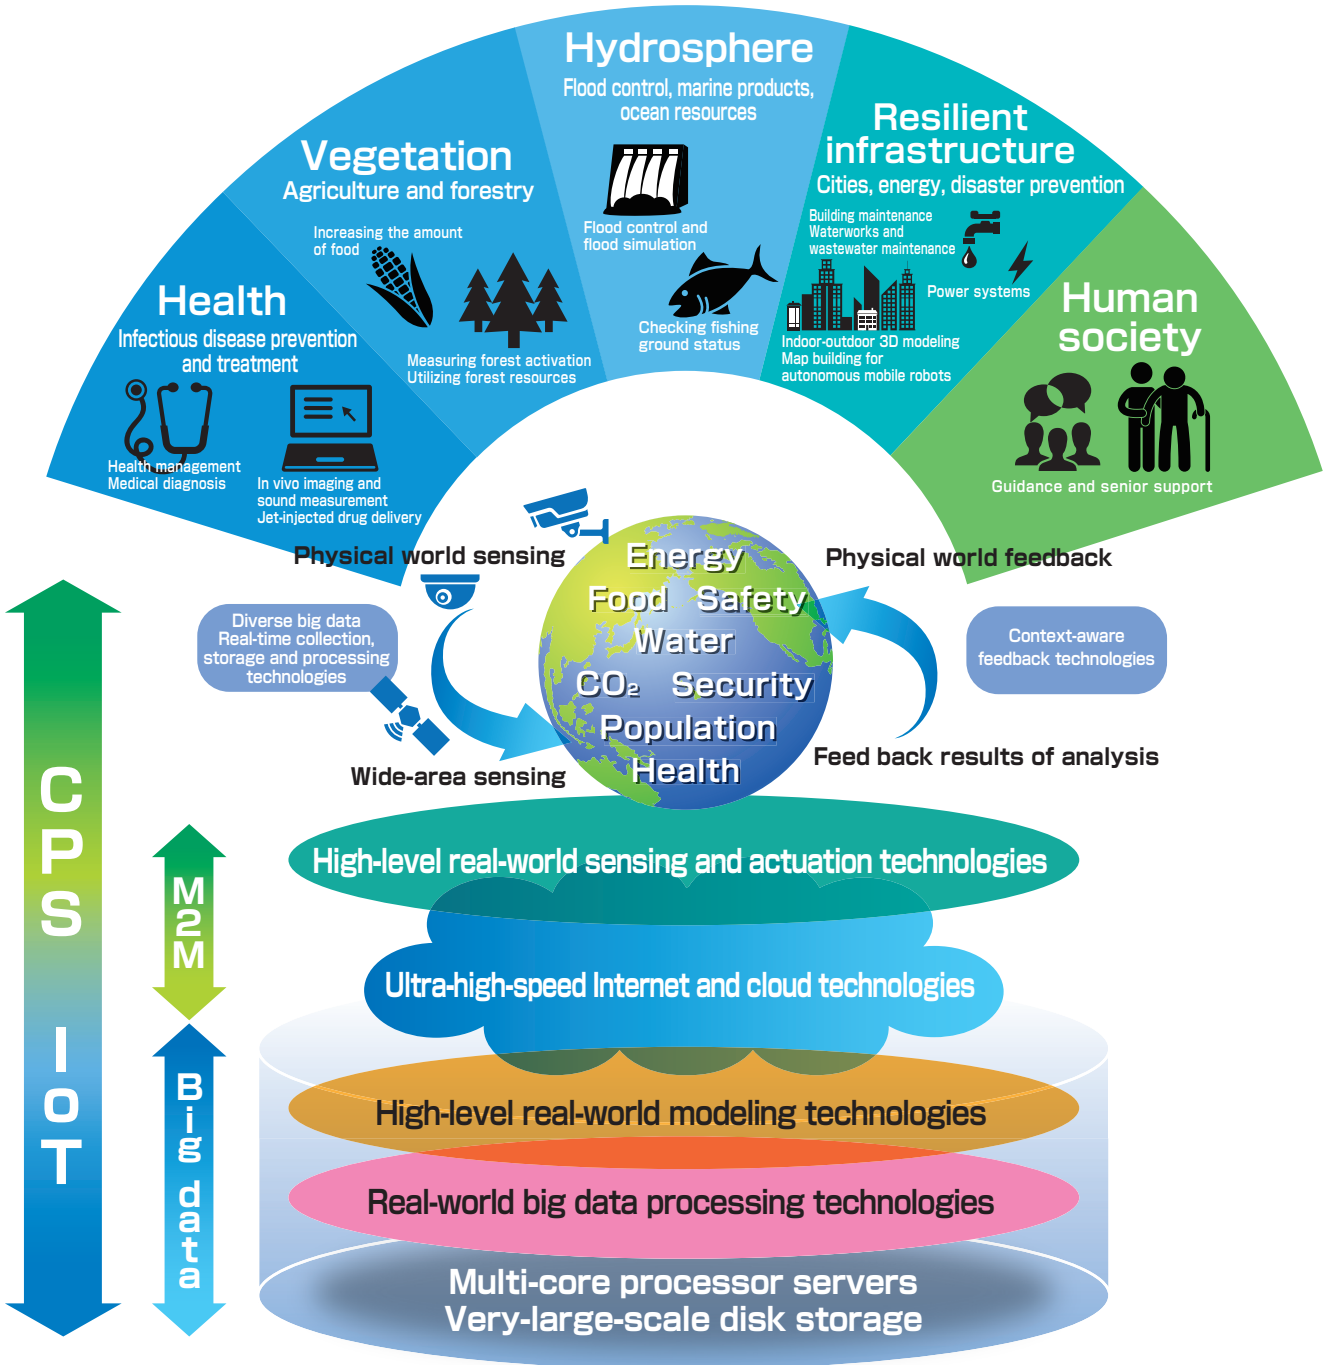 Hydrosphere
Flood control, marine products,
ocean resources
Flood control and
flood simulation
Checking fishing
ground status
Vegetation
Agriculture and forestry
Increasing the amount
of food
Measuring forest activation
Utilizing forest resources
Resilient
infrastructure
Cities, energy, disaster prevention
Building maintenance
Waterworks and
wastewater maintenance
Power systems
Indoor-outdoor 3D modeling
Map building for
autonomous mobile robots
Health
Infectious disease prevention
and treatment
Health management
Medical diagnosis
In vivo imaging and
sound measurement
Jet-injected drug delivery
Human
society
Guidance and senior support
Physical world sensing
Physical world feedback
Diverse big data
Real-time collection,
storage and processing
technologies
Context-aware
feedback technologies
Energy
Food Safety
Water
CO₂ Security
Population
Health
Wide-area sensing
Feed back results of analysis
CPS IoT
M2M
Big data
High-level real-world sensing and actuation technologies
Ultra-high-speed Internet and cloud technologies
High-level real-world modeling technologies
Real-world big data processing technologies
Multi-core processor servers
Very-large-scale disk storage